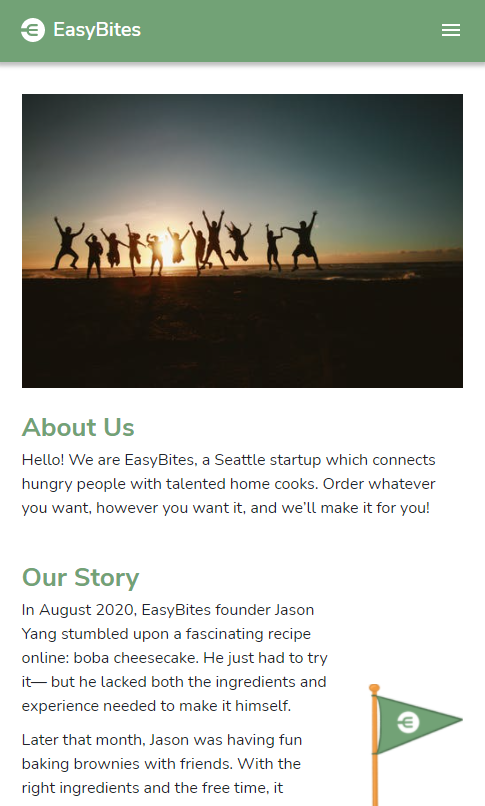 EasyBites
About Us
Hello! We are EasyBites, a Seattle startup which connects
hungry people with talented home cooks. Order whatever
you want, however you want it, and we’ll make it for you!
Our Story
In August 2020, EasyBites founder Jason
Yang stumbled upon a fascinating recipe
online: boba cheesecake. He just had to try
it— but he lacked both the ingredients and
experience needed to make it himself.
Later that month, Jason was having fun
baking brownies with friends. With the
right ingredients and the free time, it